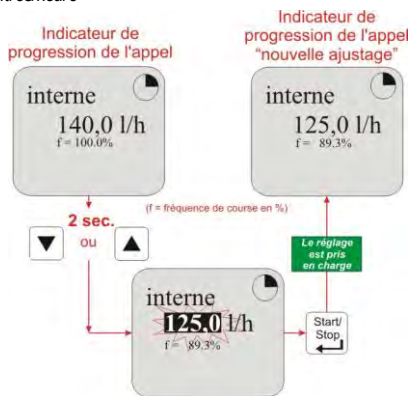 Indicateur de
progression de l'appel
Indicateur de
progression de l'appel
"nouvelle ajustage"
interne
140,0 l/h
f = 100.0%
interne
125,0 l/h
f = 89.3%
(f = fréquence de course en %)
2 sec.
ou
Le réglage
est pris
en charge
interne
125.0 l/h
f = 89.3%
Start/
Stop